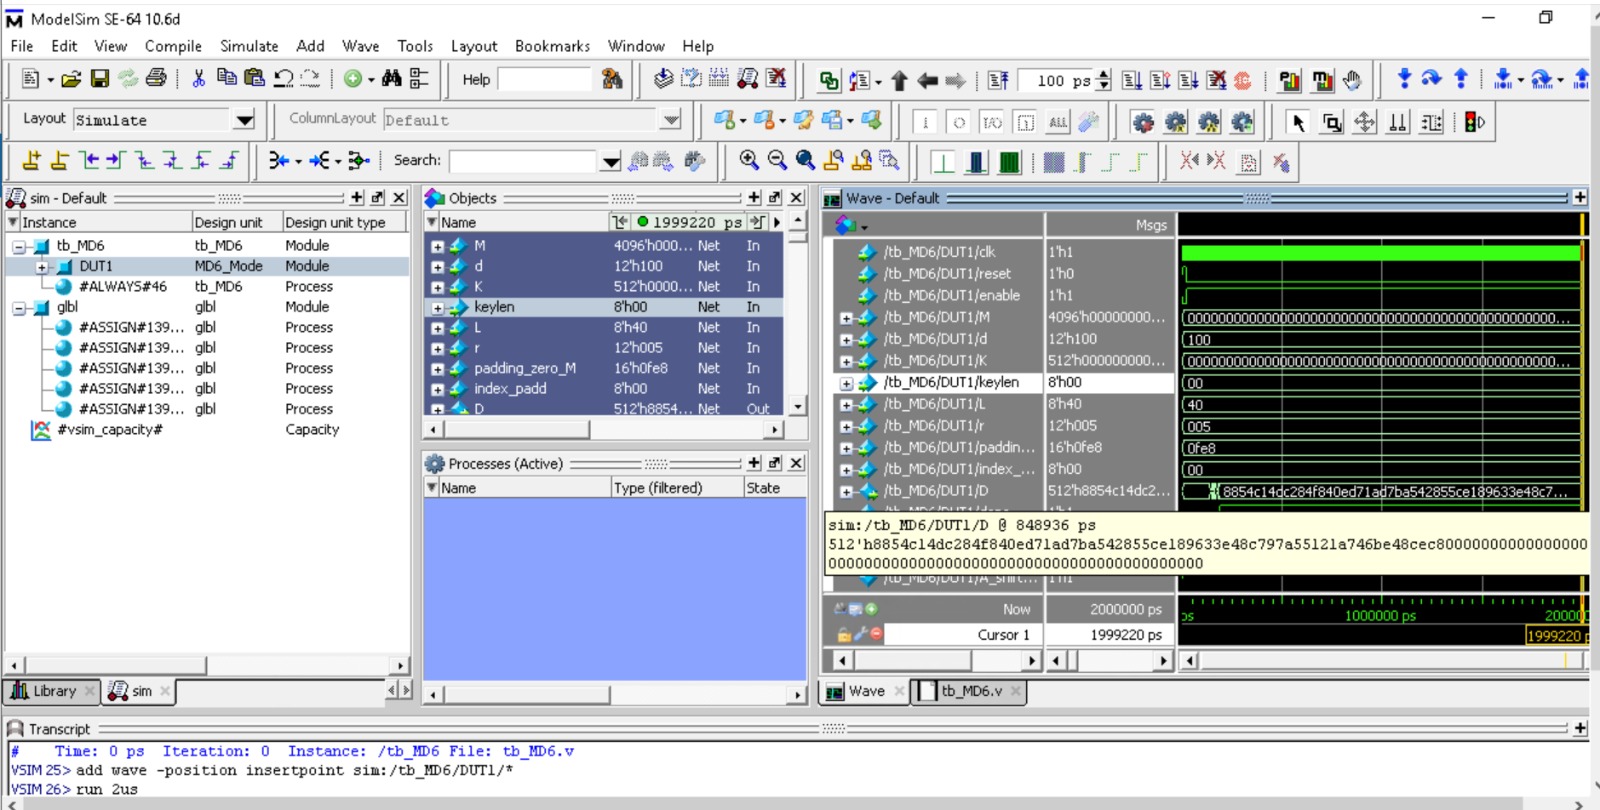 ModelSim SE-64 10.6d
File Edit View Compile Simulate Add Wave Tools Layout Bookmarks Window Help
Help
100 ps
Layout Simulate
ColumnLayout Default
ALL
Search:
sim - Default
Instance Design unit Design unit type
tb_MD6 tb_MD6 Module
DUT1 MD6_Mode Module
#ALWAYS#46 tb_MD6 Process
glbl glbl Module
#ASSIGN#139... glbl Process
#ASSIGN#139... glbl Process
#ASSIGN#139... glbl Process
#ASSIGN#139... glbl Process
#ASSIGN#139... glbl Process
#vsim_capacity# Capacity
Library sim
Objects
Name 1999220 ps
M 4096'h000... Net In
d 12'h100 Net In
K 512'h0000... Net In
keylen 8'h00 Net In
L 8'h40 Net In
r 12'h005 Net In
padding_zero_M 16'h0fe8 Net In
index_padd 8'h00 Net In
D 512'h8854... Net Out
Processes (Active)
Name Type (filtered) State
Wave - Default
Msgs
/tb_MD6/DUT1/clk 1'h1
/tb_MD6/DUT1/reset 1'h0
/tb_MD6/DUT1/enable 1'h1
/tb_MD6/DUT1/M 4096'h00000000...
/tb_MD6/DUT1/d 12'h100 100
/tb_MD6/DUT1/K 512'h000000000...
/tb_MD6/DUT1/keylen 8'h00 00
/tb_MD6/DUT1/L 8'h40 40
/tb_MD6/DUT1/r 12'h005 005
/tb_MD6/DUT1/paddin... 16'h0fe8 0fe8
/tb_MD6/DUT1/index_... 8'h00 00
/tb_MD6/DUT1/D 512'h8854c14dc2... 8854c14dc284f840ed71ad7ba542855ce189633e48c7...
sim:/tb_MD6/DUT1/D @ 848936 ps
512'h8854c14dc284f840ed71ad7ba542855ce189633e48c797a55121a746be48cec80000000000000000
/tb_MD6/DUT1/A_shift... 1'h1
Now 2000000 ps
ps 1000000 ps 200000
Cursor 1 1999220 ps 1999220 p
Wave tb_MD6.v
Transcript
# Time: 0 ps Iteration: 0 Instance: /tb_MD6 File: tb_MD6.v
VSIM 25> add wave -position insertpoint sim:/tb_MD6/DUT1/*
VSIM 26> run 2us